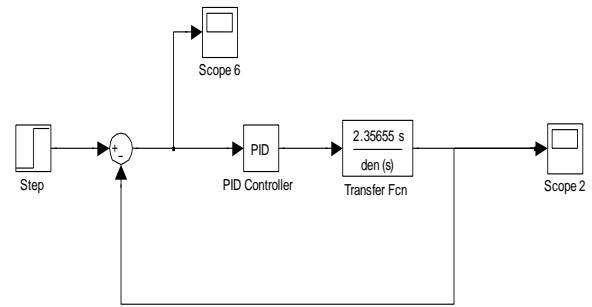 Scope 6
Step
+
−
PID
PID Controller
2.35655 s
den (s)
Transfer Fcn
Scope 2